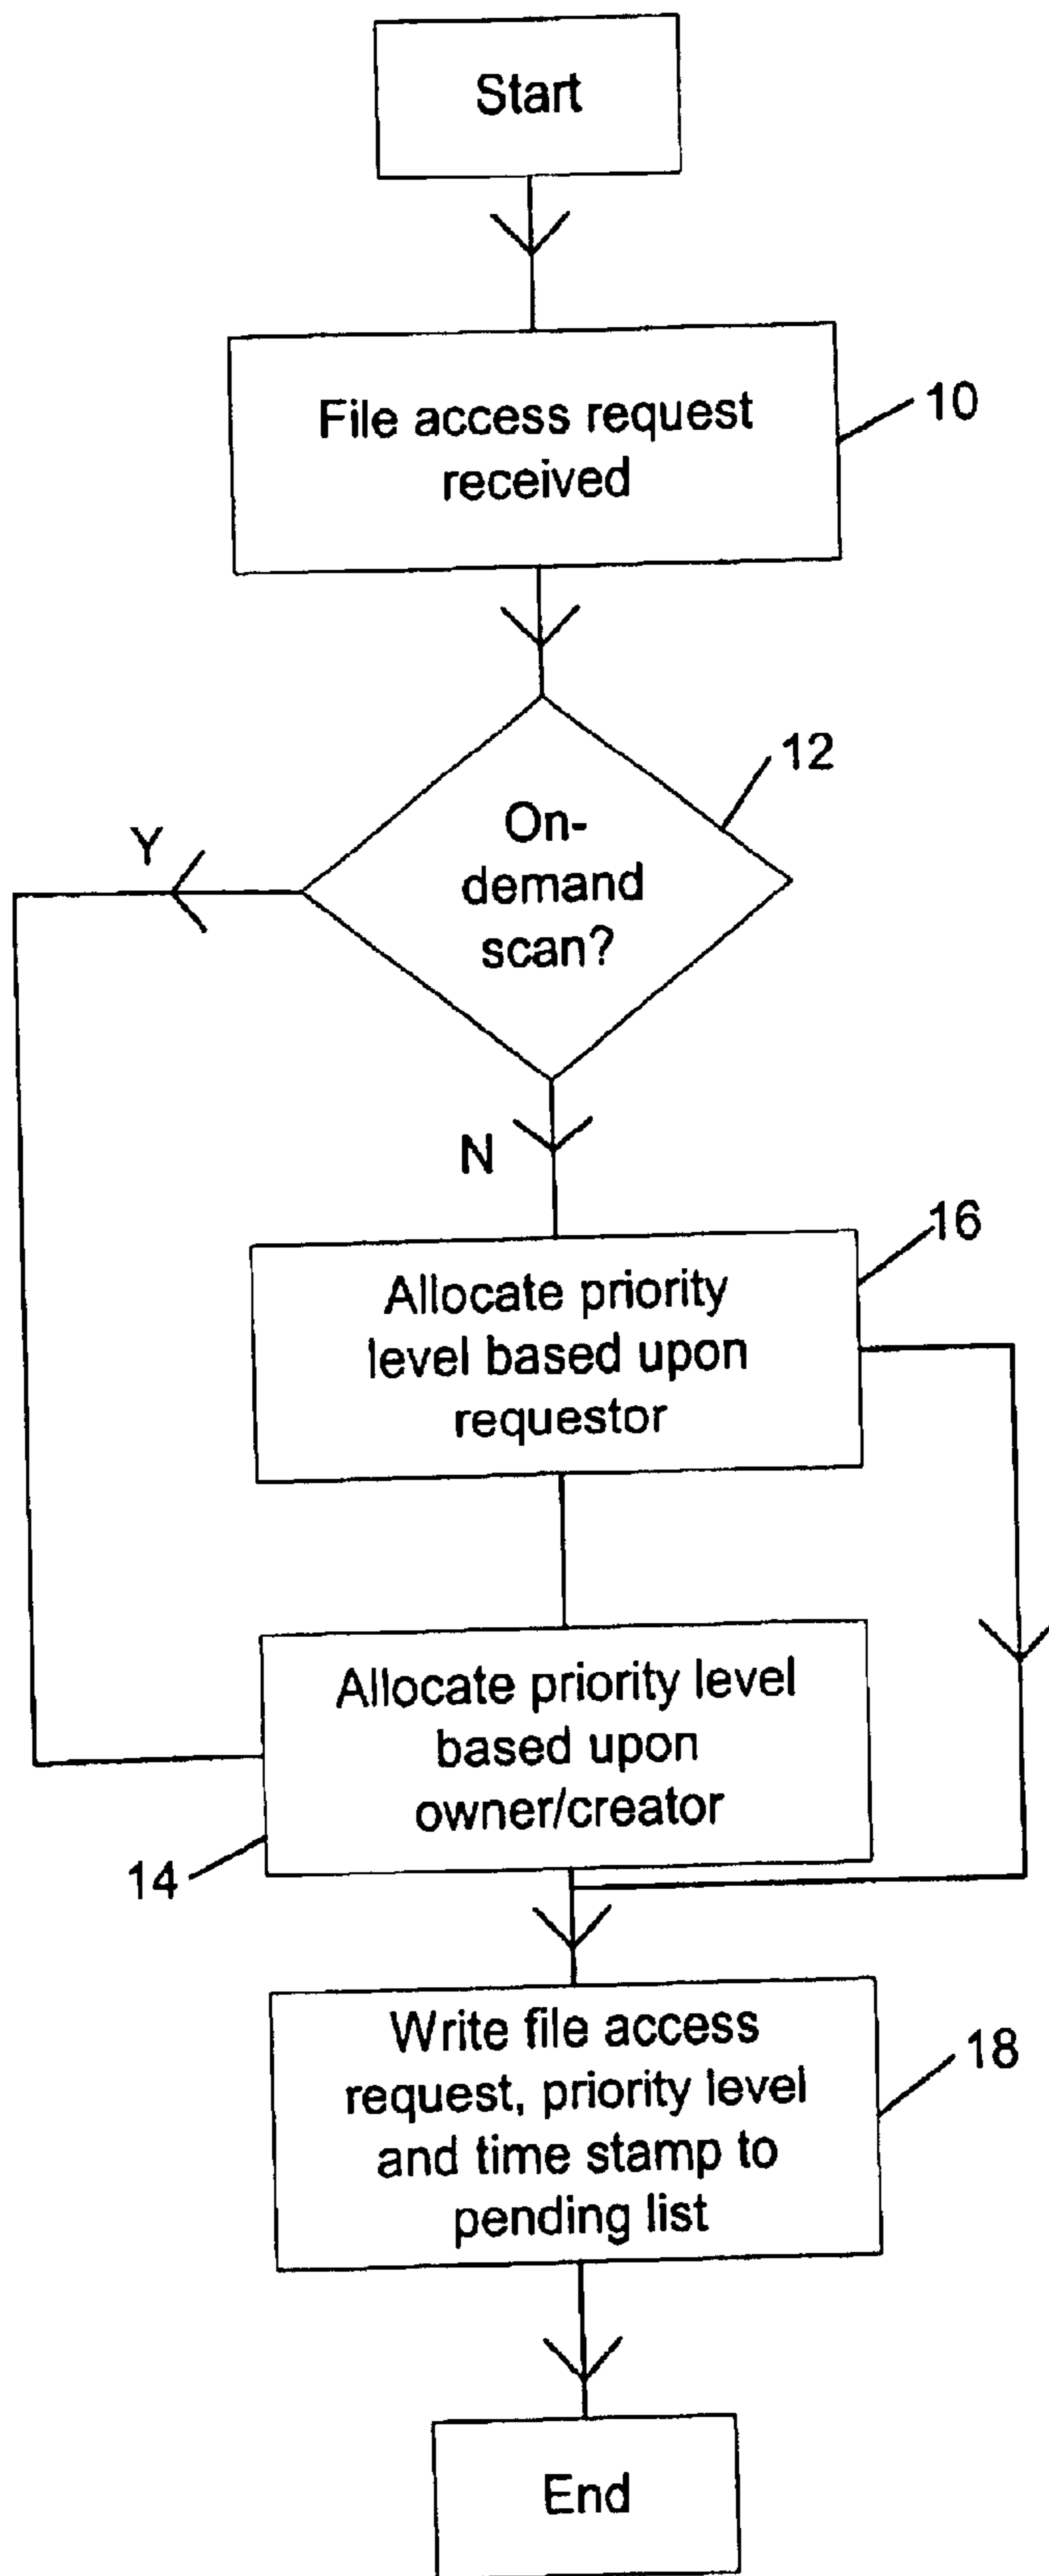 Start
File access request
received
10
On-
demand
scan?
12
Y
N
Allocate priority
level based upon
requestor
16
Allocate priority level
based upon
owner/creator
14
Write file access
request, priority level
and time stamp to
pending list
18
End